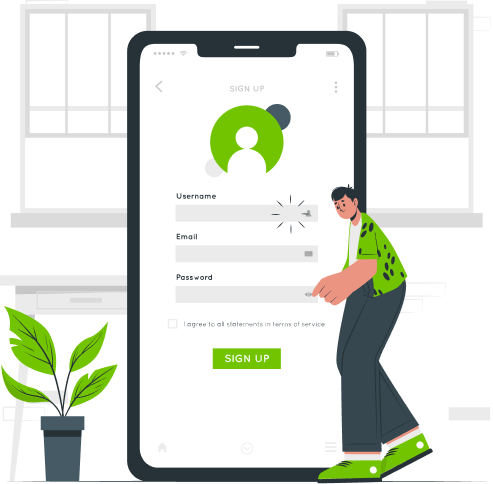 SIGN UP
Username
Email
Password
I agree to all statements in terms of service
SIGN UP